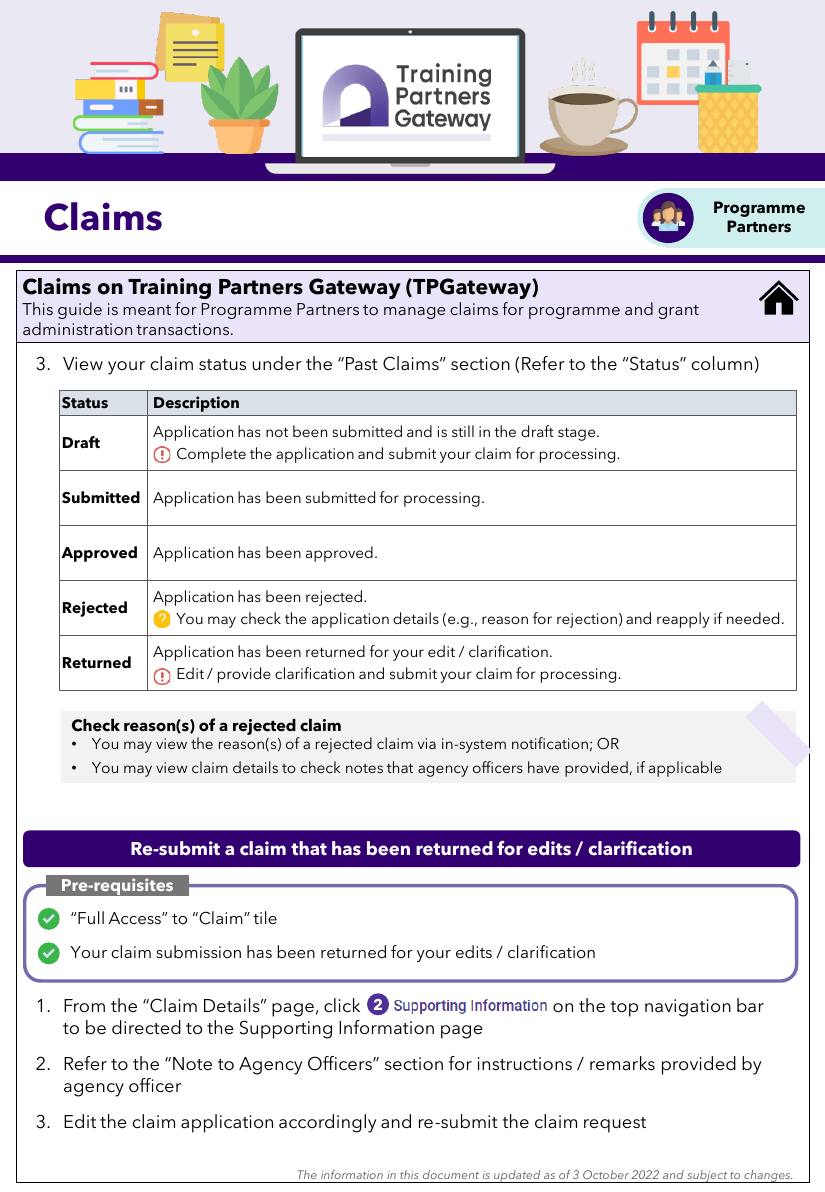 Training
Partners
Gateway
Claims
Programme
Partners
Claims on Training Partners Gateway (TPGateway)
This guide is meant for Programme Partners to manage claims for programme and grant
administration transactions.
3. View your claim status under the “Past Claims” section (Refer to the “Status” column)
Status Description
Draft
Application has not been submitted and is still in the draft stage.
Complete the application and submit your claim for processing.
Submitted Application has been submitted for processing.
Approved Application has been approved.
Rejected
Application has been rejected.
You may check the application details (e.g., reason for rejection) and reapply if needed.
Returned
Application has been returned for your edit / clarification.
Edit / provide clarification and submit your claim for processing.
Check reason(s) of a rejected claim
• You may view the reason(s) of a rejected claim via in-system notification; OR
• You may view claim details to check notes that agency officers have provided, if applicable
Re-submit a claim that has been returned for edits / clarification
Pre-requisites
“Full Access” to “Claim” tile
Your claim submission has been returned for your edits / clarification
1. From the “Claim Details” page, click 2 Supporting Information on the top navigation bar
to be directed to the Supporting Information page
2. Refer to the “Note to Agency Officers” section for instructions / remarks provided by
agency officer
3. Edit the claim application accordingly and re-submit the claim request
The information in this document is updated as of 3 October 2022 and subject to changes.